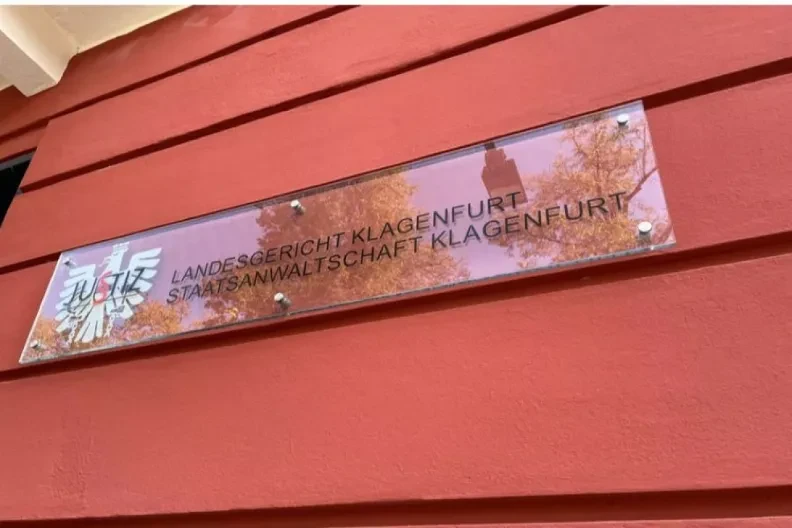 JUSTIZ
LANDESGERICHT KLAGENFURT
STAATSANWALTSCHAFT KLAGENFURT